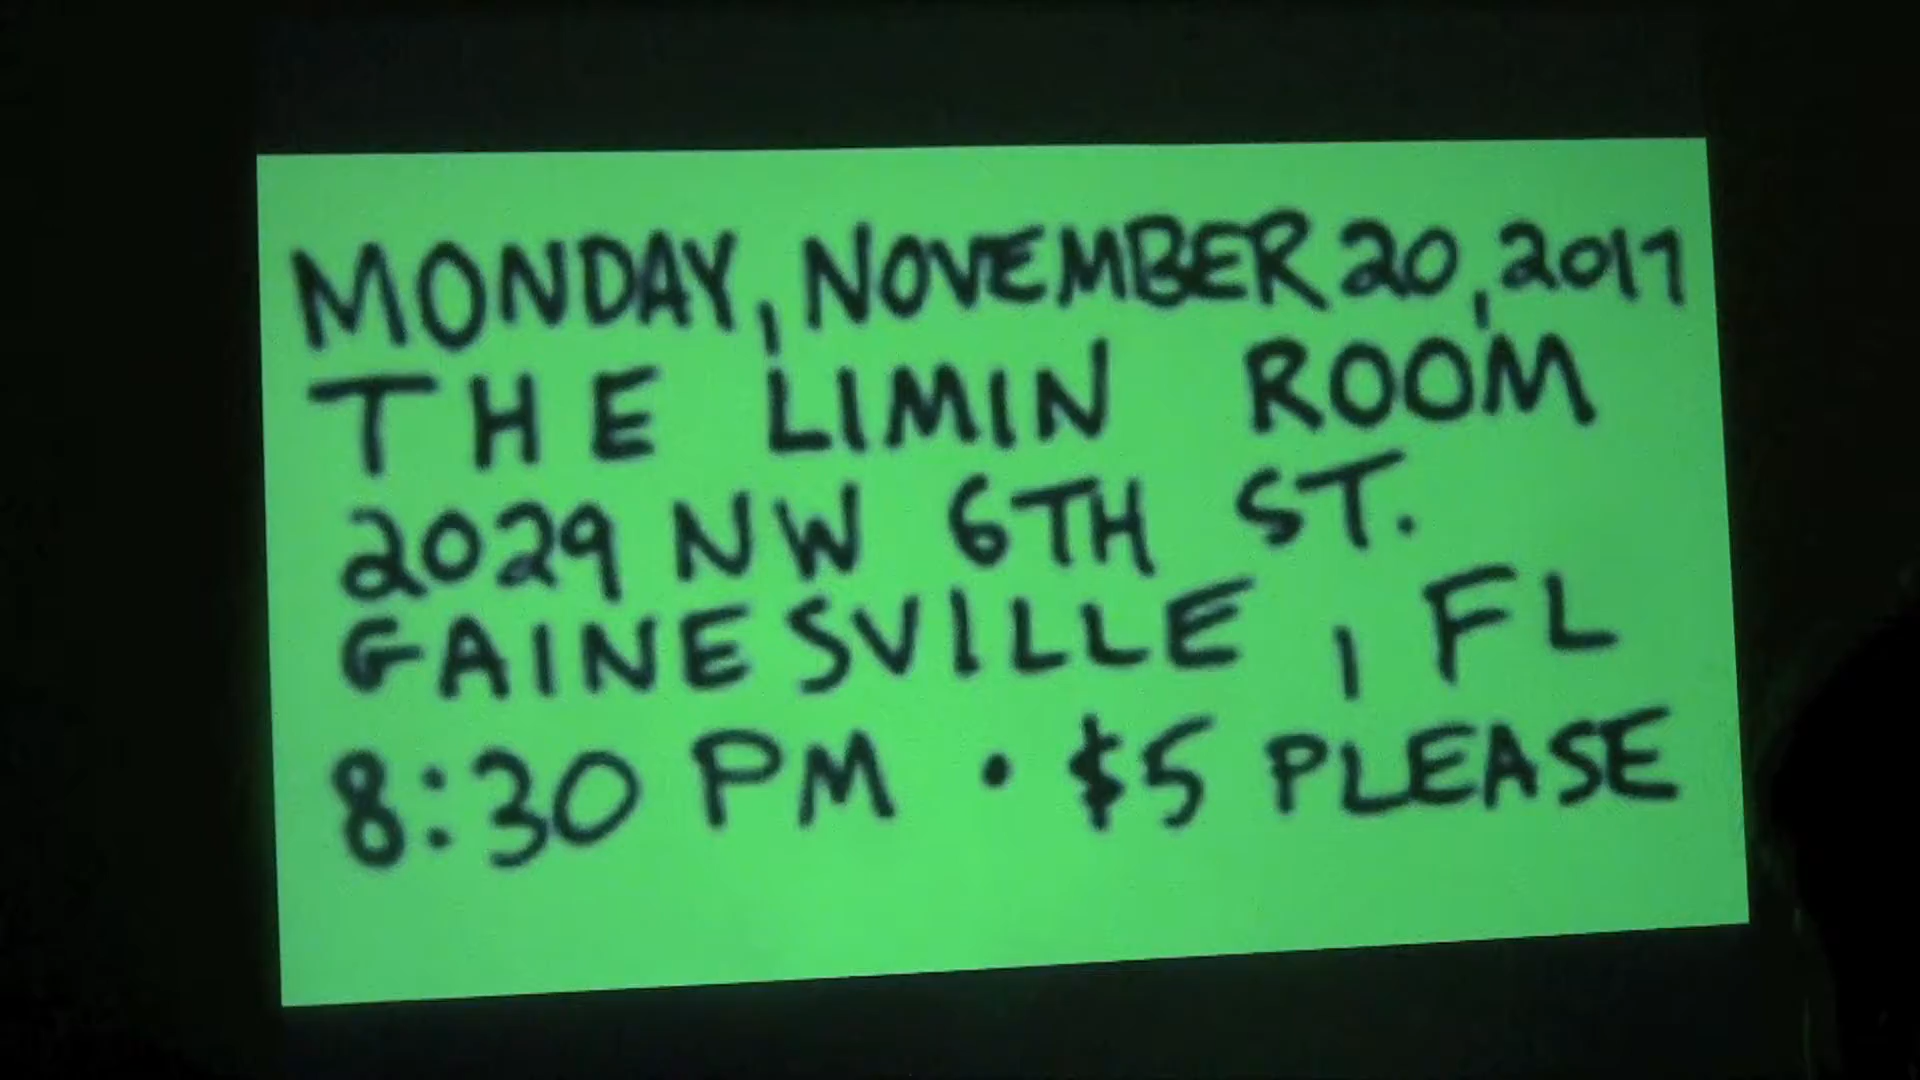 MONDAY, NOVEMBER 20, 2017
THE LIMIN ROOM
2029 NW 6TH ST.
GAINESVILLE, FL
8:30 PM • $5 PLEASE